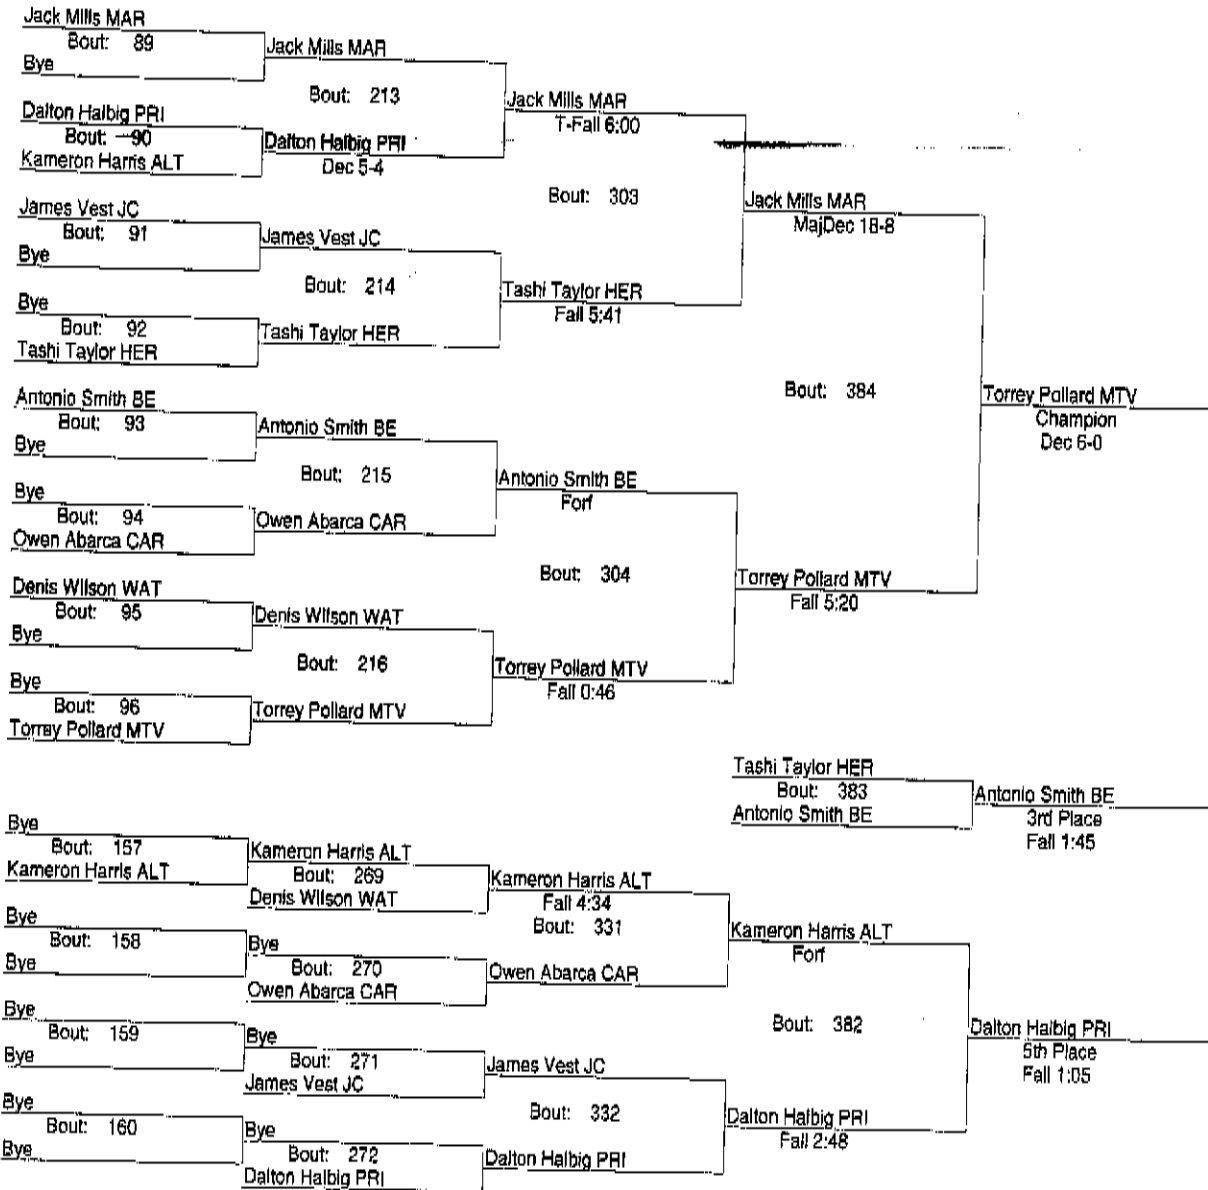 Jack Mills MAR
Bout: 89
Bye
Jack Mills MAR
Bout: 213
Dalton Halbig PRI
Bout: 90
Kameron Harris ALT
Dalton Halbig PRI
Dec 5-4
Jack Mills MAR
T-Fall 6:00
Bout: 303
James Vest JC
Bout: 91
Bye
James Vest JC
Bout: 214
Bye
Bout: 92
Tashi Taylor HER
Tashi Taylor HER
Tashi Taylor HER
Fall 5:41
Jack Mills MAR
MajDec 18-8
Bout: 384
Antonio Smith BE
Bout: 93
Bye
Antonio Smith BE
Bout: 215
Bye
Bout: 94
Owen Abarca CAR
Owen Abarca CAR
Antonio Smith BE
Forf
Bout: 304
Denis Wilson WAT
Bout: 95
Bye
Denis Wilson WAT
Bout: 216
Bye
Bout: 96
Torrey Pollard MTV
Torrey Pollard MTV
Torrey Pollard MTV
Fall 0:46
Torrey Pollard MTV
Fall 5:20
Torrey Pollard MTV
Champion
Dec 6-0
Tashi Taylor HER
Bout: 383
Antonio Smith BE
Antonio Smith BE
3rd Place
Fall 1:45
Bye
Bout: 157
Kameron Harris ALT
Kameron Harris ALT
Bout: 269
Denis Wilson WAT
Kameron Harris ALT
Fall 4:34
Bout: 331
Bye
Bout: 158
Bye
Bye
Bout: 270
Owen Abarca CAR
Owen Abarca CAR
Kameron Harris ALT
Forf
Bout: 382
Bye
Bout: 159
Bye
Bye
Bout: 271
James Vest JC
James Vest JC
Bout: 332
Bye
Bout: 160
Bye
Bye
Bout: 272
Dalton Halbig PRI
Dalton Halbig PRI
Dalton Halbig PRI
Fall 2:48
Dalton Halbig PRI
5th Place
Fall 1:05